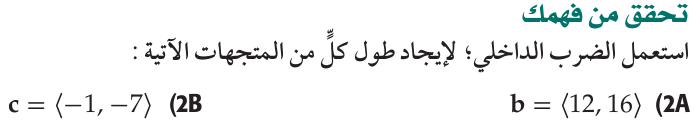 تحقق من فهمك
استعمل الضرب الداخلي؛ لإيجاد طول كلٍّ من المتجهات الآتية :
b = ⟨12, 16⟩ (2A c = ⟨−1, −7⟩ (2B